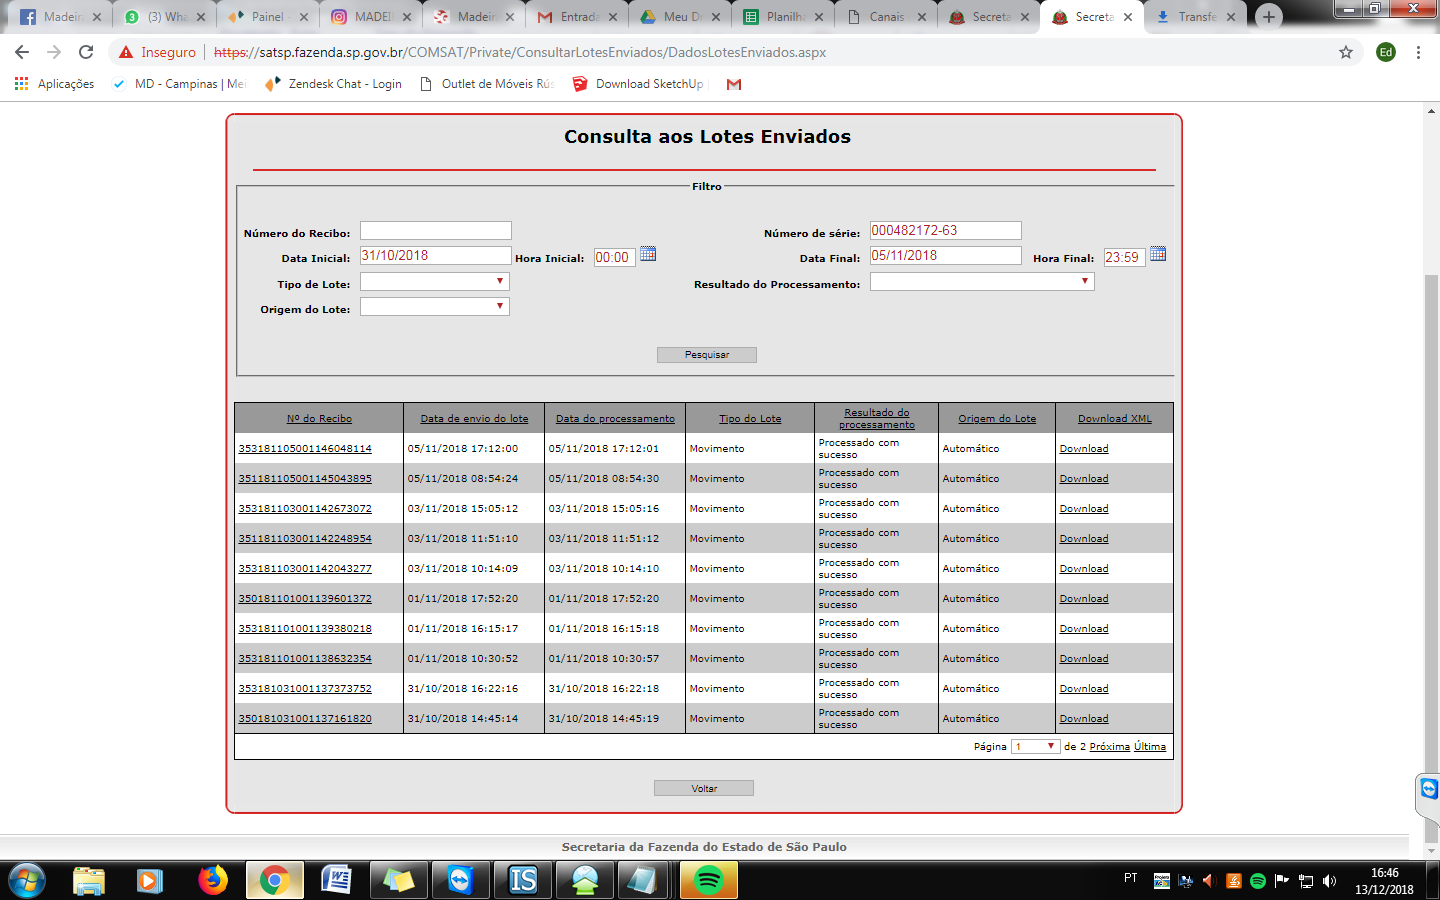 Madeira
(3) Wha
Painel -
MADEI
Madeira
Entrada
Meu D
Planilha
Canais
Secreta
Secreta
Transfe
Inseguro
https://satsp.fazenda.sp.gov.br/COMSAT/Private/ConsultarLotesEnviados/DadosLotesEnviados.aspx
Ed
Aplicações
MD - Campinas | Mei
Zendesk Chat - Login
Outlet de Móveis Rús
Download SketchUp
Consulta aos Lotes Enviados
Filtro
Número do Recibo:
Número de série: 000482172-63
Data Inicial: 31/10/2018 Hora Inicial: 00:00
Data Final: 05/11/2018 Hora Final: 23:59
Tipo de Lote:
Resultado do Processamento:
Origem do Lote:
Pesquisar
Nº do Recibo Data de envio do lote Data do processamento Tipo do Lote Resultado do processamento Origem do Lote Download XML
353181105001146048114 05/11/2018 17:12:00 05/11/2018 17:12:01 Movimento Processado com sucesso Automático Download
351181105001145043895 05/11/2018 08:54:24 05/11/2018 08:54:30 Movimento Processado com sucesso Automático Download
353181103001142673072 03/11/2018 15:05:12 03/11/2018 15:05:16 Movimento Processado com sucesso Automático Download
351181103001142248954 03/11/2018 11:51:10 03/11/2018 11:51:12 Movimento Processado com sucesso Automático Download
353181103001142043277 03/11/2018 10:14:09 03/11/2018 10:14:10 Movimento Processado com sucesso Automático Download
350181101001139601372 01/11/2018 17:52:20 01/11/2018 17:52:20 Movimento Processado com sucesso Automático Download
353181101001139380218 01/11/2018 16:15:17 01/11/2018 16:15:18 Movimento Processado com sucesso Automático Download
353181101001138632354 01/11/2018 10:30:52 01/11/2018 10:30:57 Movimento Processado com sucesso Automático Download
353181031001137373752 31/10/2018 16:22:16 31/10/2018 16:22:18 Movimento Processado com sucesso Automático Download
350181031001137161820 31/10/2018 14:45:14 31/10/2018 14:45:19 Movimento Processado com sucesso Automático Download
Página 1 de 2 Próxima Última
Voltar
Secretaria da Fazenda do Estado de São Paulo
IS
PT
16:46
13/12/2018